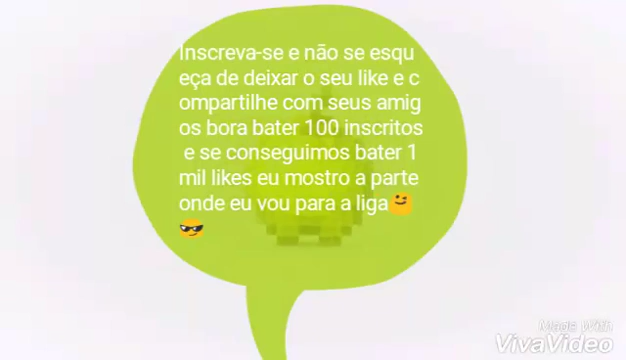 Inscreva-se e não se esqu
eça de deixar o seu like e c
ompartilhe com seus amig
os bora bater 100 inscritos
e se conseguimos bater 1
mil likes eu mostro a parte
onde eu vou para a liga🤗
😎
Made With
VivaVideo